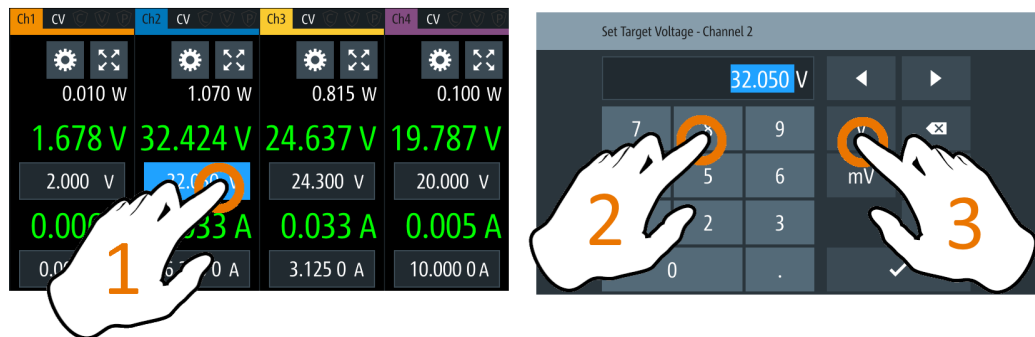 Ch1 CV C V P Ch2 CV C V P Ch3 CV C V P Ch4 CV C V P
0.010 W 1.070 W 0.815 W 0.100 W
1.678 V 32.424 V 24.637 V 19.787 V
2.000 V 24.300 V 20.000 V
A 0.033 A 0.005 A
0 A 3.125 0 A 10.000 0 A
1
Set Target Voltage - Channel 2
32.050 V
7 8 9
V
5 6
mV
2 3
0 .
2
3